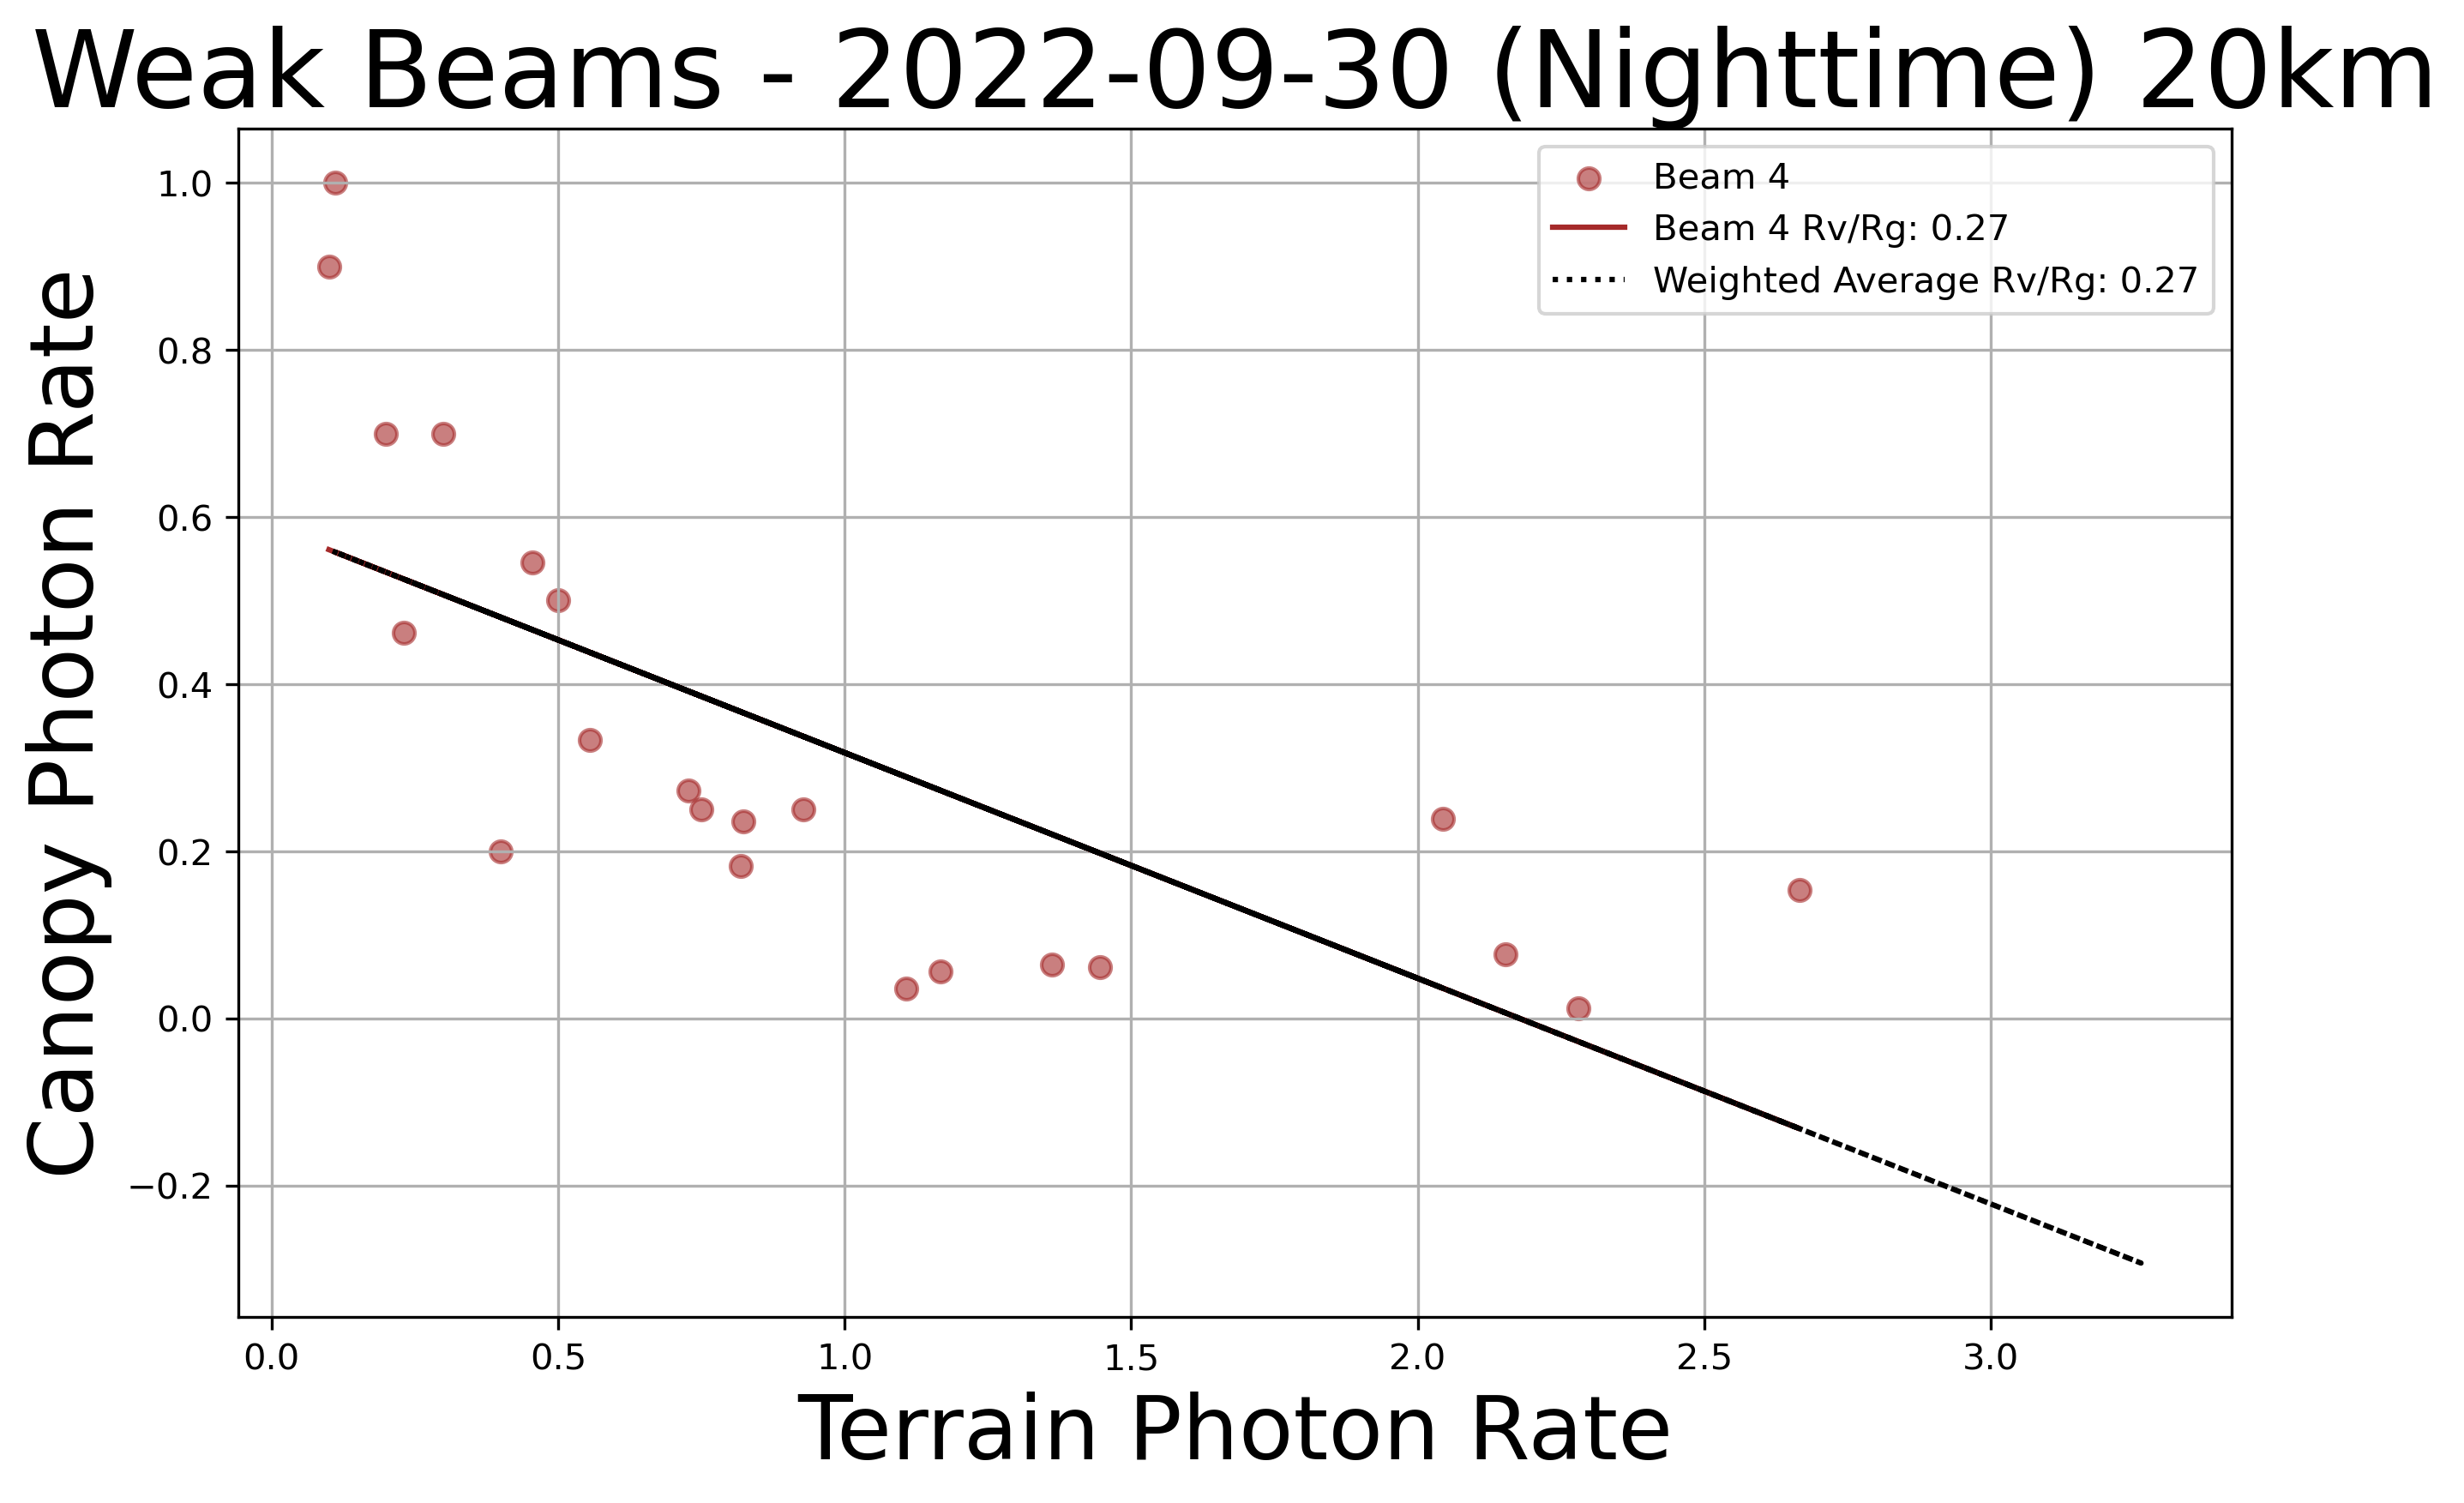 Weak Beams - 2022-09-30 (Nighttime) 20km
Beam 4
Beam 4 Rv/Rg: 0.27
Weighted Average Rv/Rg: 0.27
Canopy Photon Rate
1.0
0.8
0.6
0.4
0.2
0.0
−0.2
0.0 0.5 1.0 1.5 2.0 2.5 3.0
Terrain Photon Rate